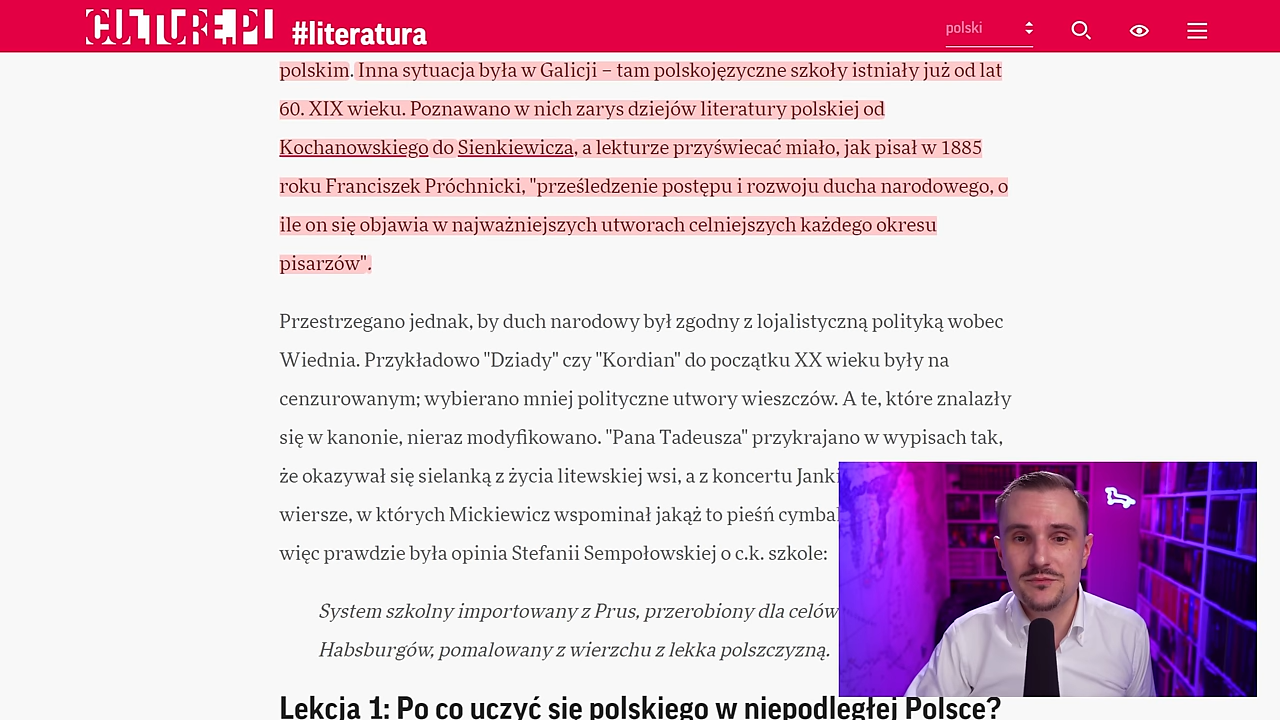 CULTURE.PL #literatura
polski
polskim. Inna sytuacja była w Galicji – tam polskojęzyczne szkoły istniały już od lat
60. XIX wieku. Poznawano w nich zarys dziejów literatury polskiej od
Kochanowskiego do Sienkiewicza, a lekturze przyświecać miało, jak pisał w 1885
roku Franciszek Próchnicki, "prześledzenie postępu i rozwoju ducha narodowego, o
ile on się objawia w najważniejszych utworach celniejszych każdego okresu
pisarzów".
Przestrzegano jednak, by duch narodowy był zgodny z lojalistyczną polityką wobec
Wiednia. Przykładowo "Dziady" czy "Kordian" do początku XX wieku były na
cenzurowanym; wybierano mniej polityczne utwory wieszczów. A te, które znalazły
się w kanonie, nieraz modyfikowano. "Pana Tadeusza" przykrajano w wypisach tak,
że okazywał się sielanką z życia litewskiej wsi, a z koncertu
wiersze, w których Mickiewicz wspominał jakąż to pieśń
więc prawdzie była opinia Stefanii Sempołowskiej o c.k. szkole:
System szkolny importowany z Prus, przerobiony dla celów
Habsburgów, pomalowany z wierzchu z lekka polszczyzną.
Lekcja 1: Po co uczyć się polskiego w niepodległej Polsce?